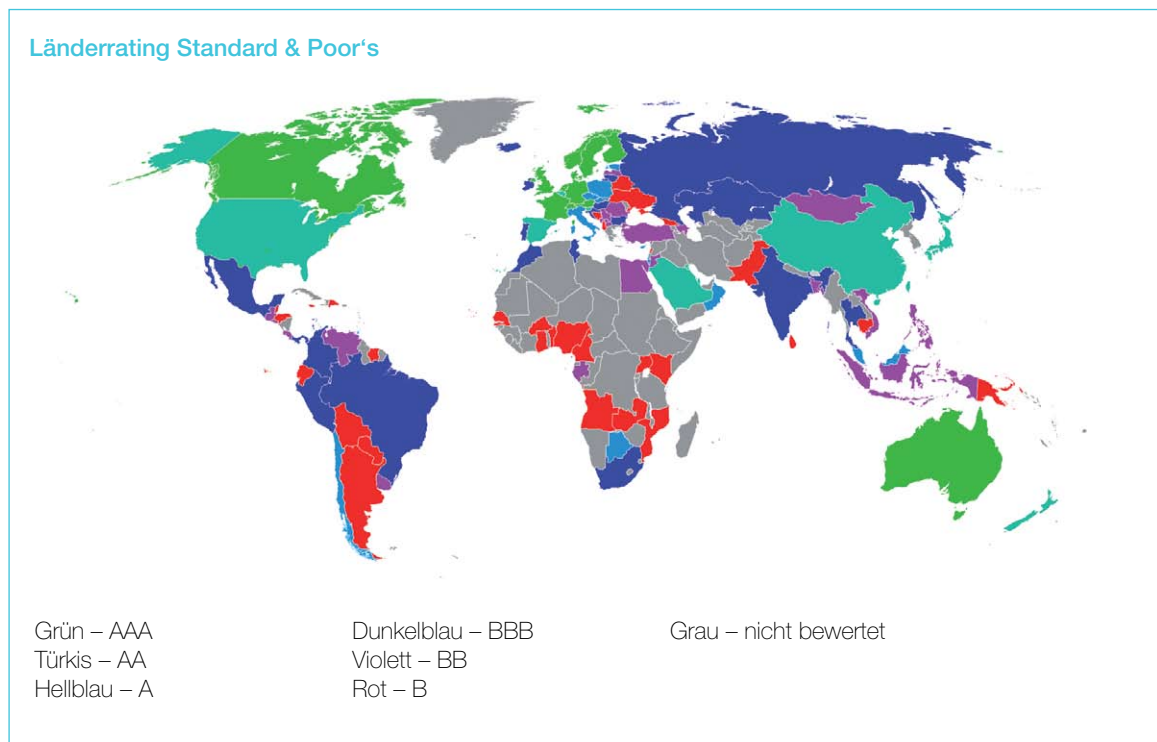 Länderrating Standard & Poor‘s
Grün – AAA
Türkis – AA
Hellblau – A
Dunkelblau – BBB
Violett – BB
Rot – B
Grau – nicht bewertet